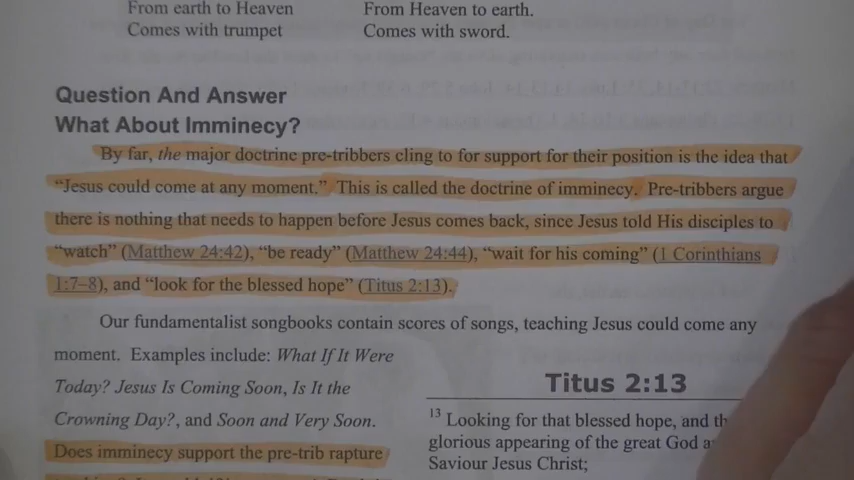 From earth to Heaven
From Heaven to earth.
Comes with trumpet
Comes with sword.
Question And Answer
What About Imminecy?
By far, the major doctrine pre-tribbers cling to for support for their position is the idea that
“Jesus could come at any moment.” This is called the doctrine of imminecy. Pre-tribbers argue
there is nothing that needs to happen before Jesus comes back, since Jesus told His disciples to
“watch” (Matthew 24:42), “be ready” (Matthew 24:44), “wait for his coming” (1 Corinthians
1:7–8), and “look for the blessed hope” (Titus 2:13).
Our fundamentalist songbooks contain scores of songs, teaching Jesus could come any
moment. Examples include: What If It Were
Today? Jesus Is Coming Soon, Is It the
Crowning Day?, and Soon and Very Soon.
Does imminecy support the pre-trib rapture
Titus 2:13
13 Looking for that blessed hope, and
glorious appearing of the great God
Saviour Jesus Christ;